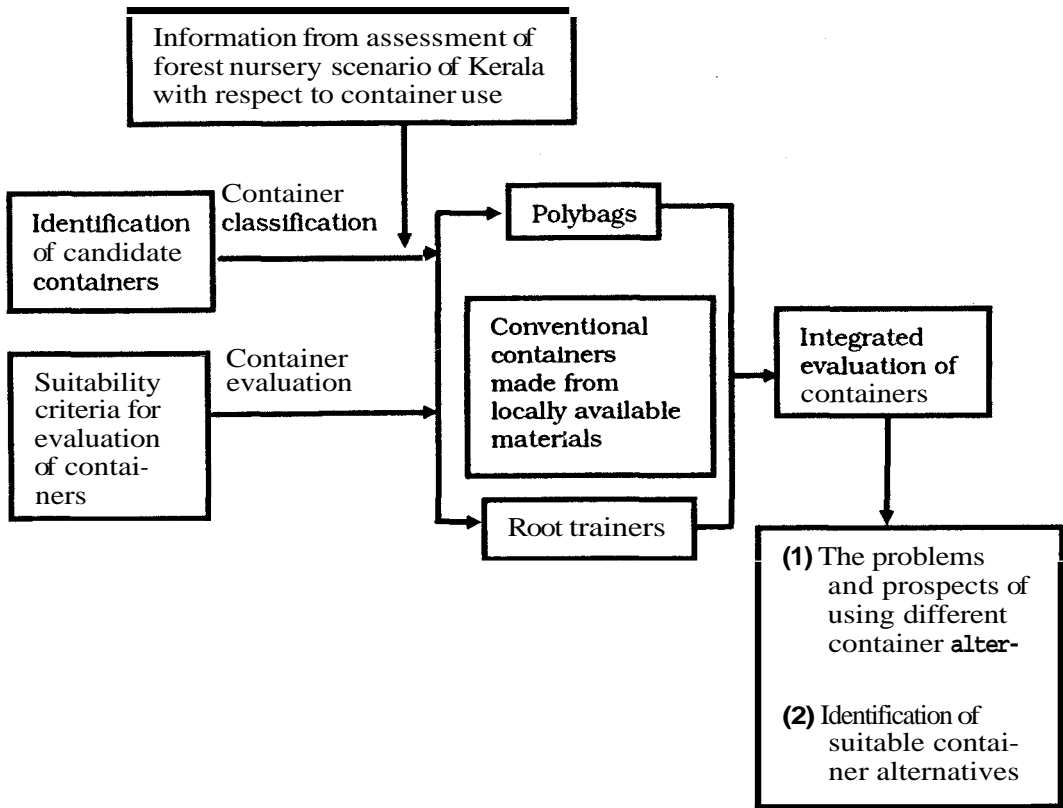 Information from assessment of
forest nursery scenario of Kerala
with respect to container use
Container
classification
Identification
of candidate
containers
Polybags
Conventional
containers
made from
locally available
materials
Integrated
evaluation of
containers
Container
evaluation
Suitability
criteria for
evaluation
of contai-
ners
Root trainers
(1) The problems
and prospects of
using different
container alter-
(2) Identification of
suitable contai-
ner alternatives